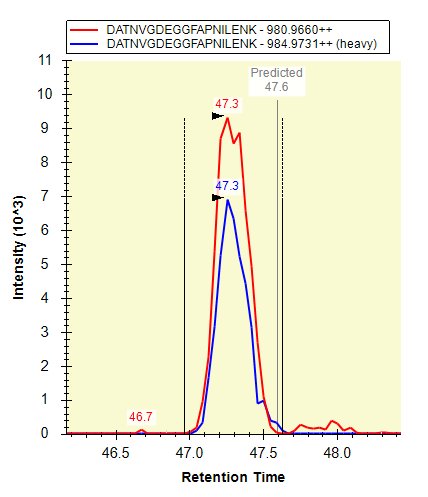 DATNVGDEGGFAPNILENK - 980.9660++
DATNVGDEGGFAPNILENK - 984.9731++ (heavy)
Predicted
47.6
47.3
47.3
46.7
Intensity (10^3)
11
10
9
8
7
6
5
4
3
2
1
0
46.5 47.0 47.5 48.0
Retention Time